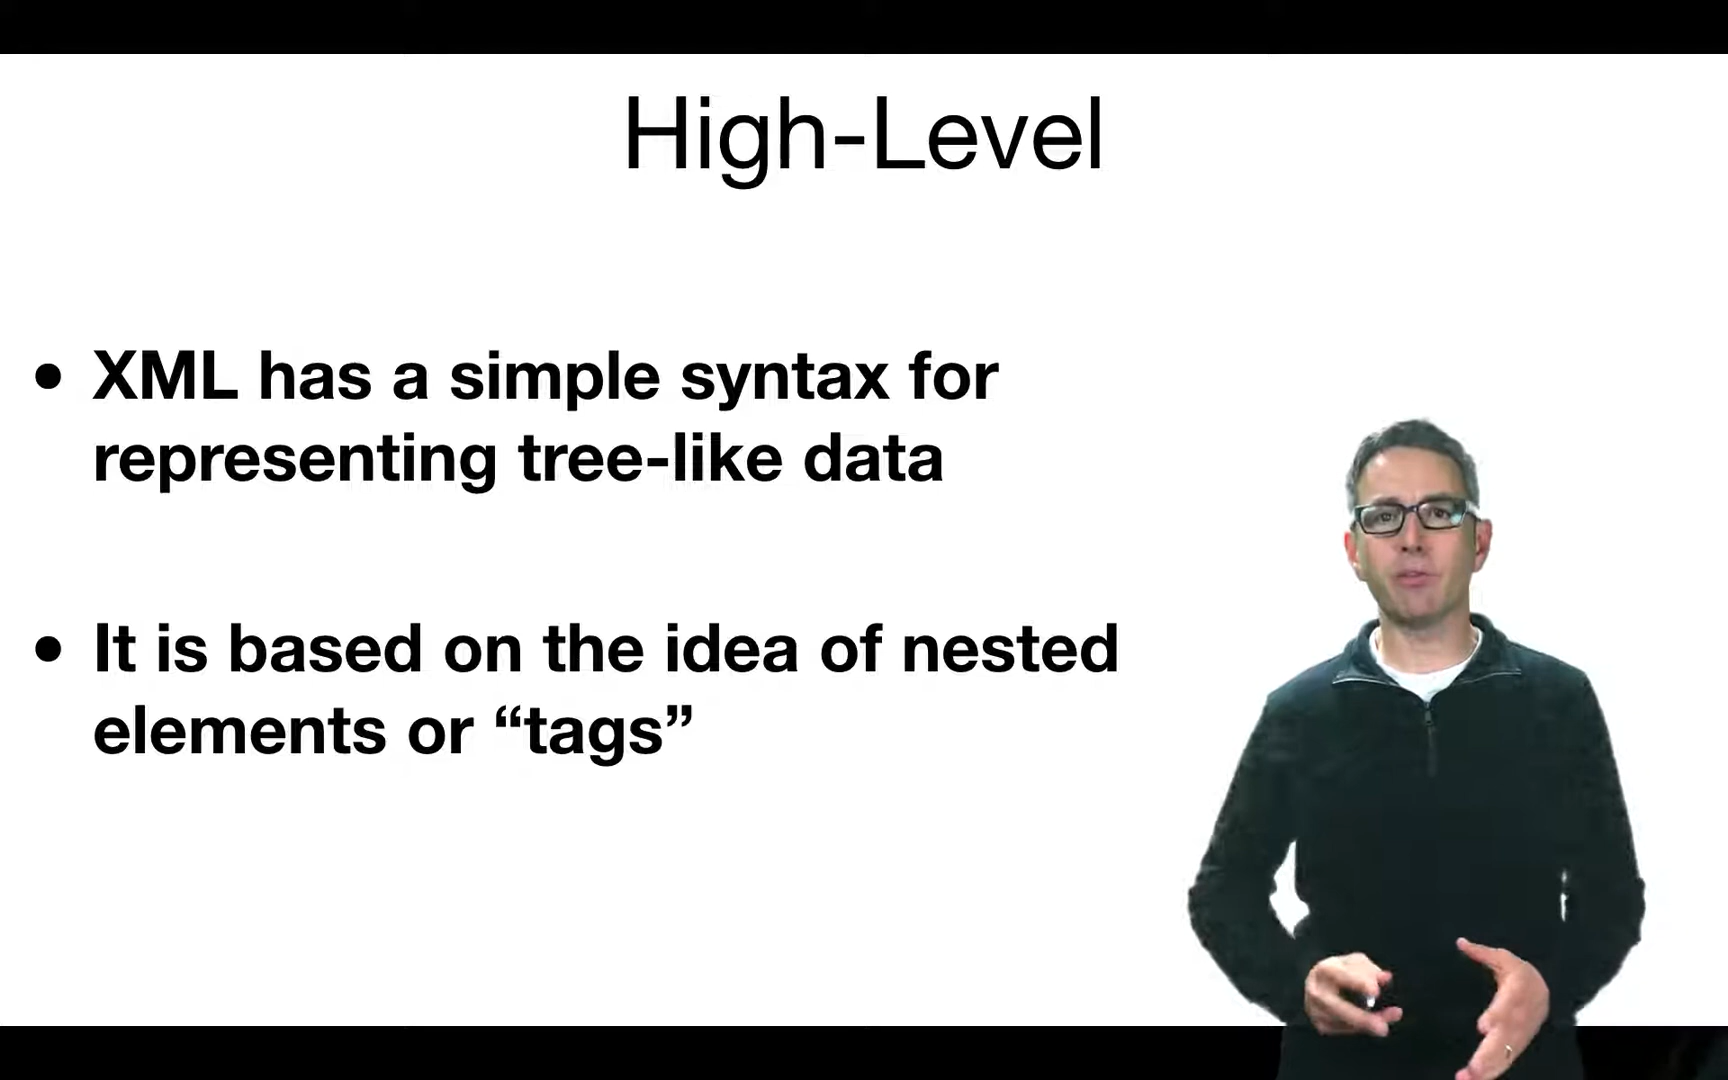 High-Level
• XML has a simple syntax for
representing tree-like data
• It is based on the idea of nested
elements or “tags”